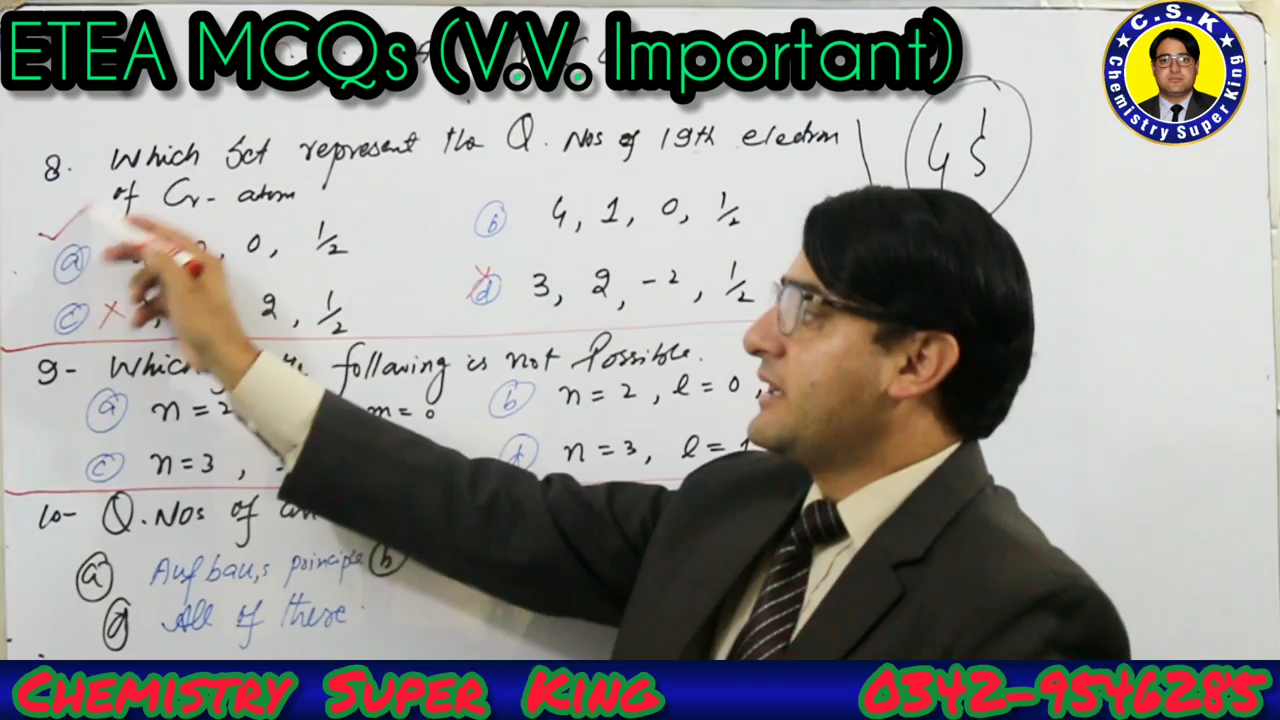 ETEA MCQs (V.V. Important)
C.S.K
Chemistry Super King
8. Which Set represent the Q. Nos of 19th electron
of Cr- atom
4 s¹
a 0, 1/2
b 4, 1, 0, 1/2
c 2, 1/2
d 3, 2, -2, 1/2
9- Which following is not Possible.
a n=2 m=0
b n=2, l=0,
c n=3,
d n=3, l=1
10- Q.Nos of
a Aufbau,s principle b
d All of these
Chemistry Super King 0342-9546285